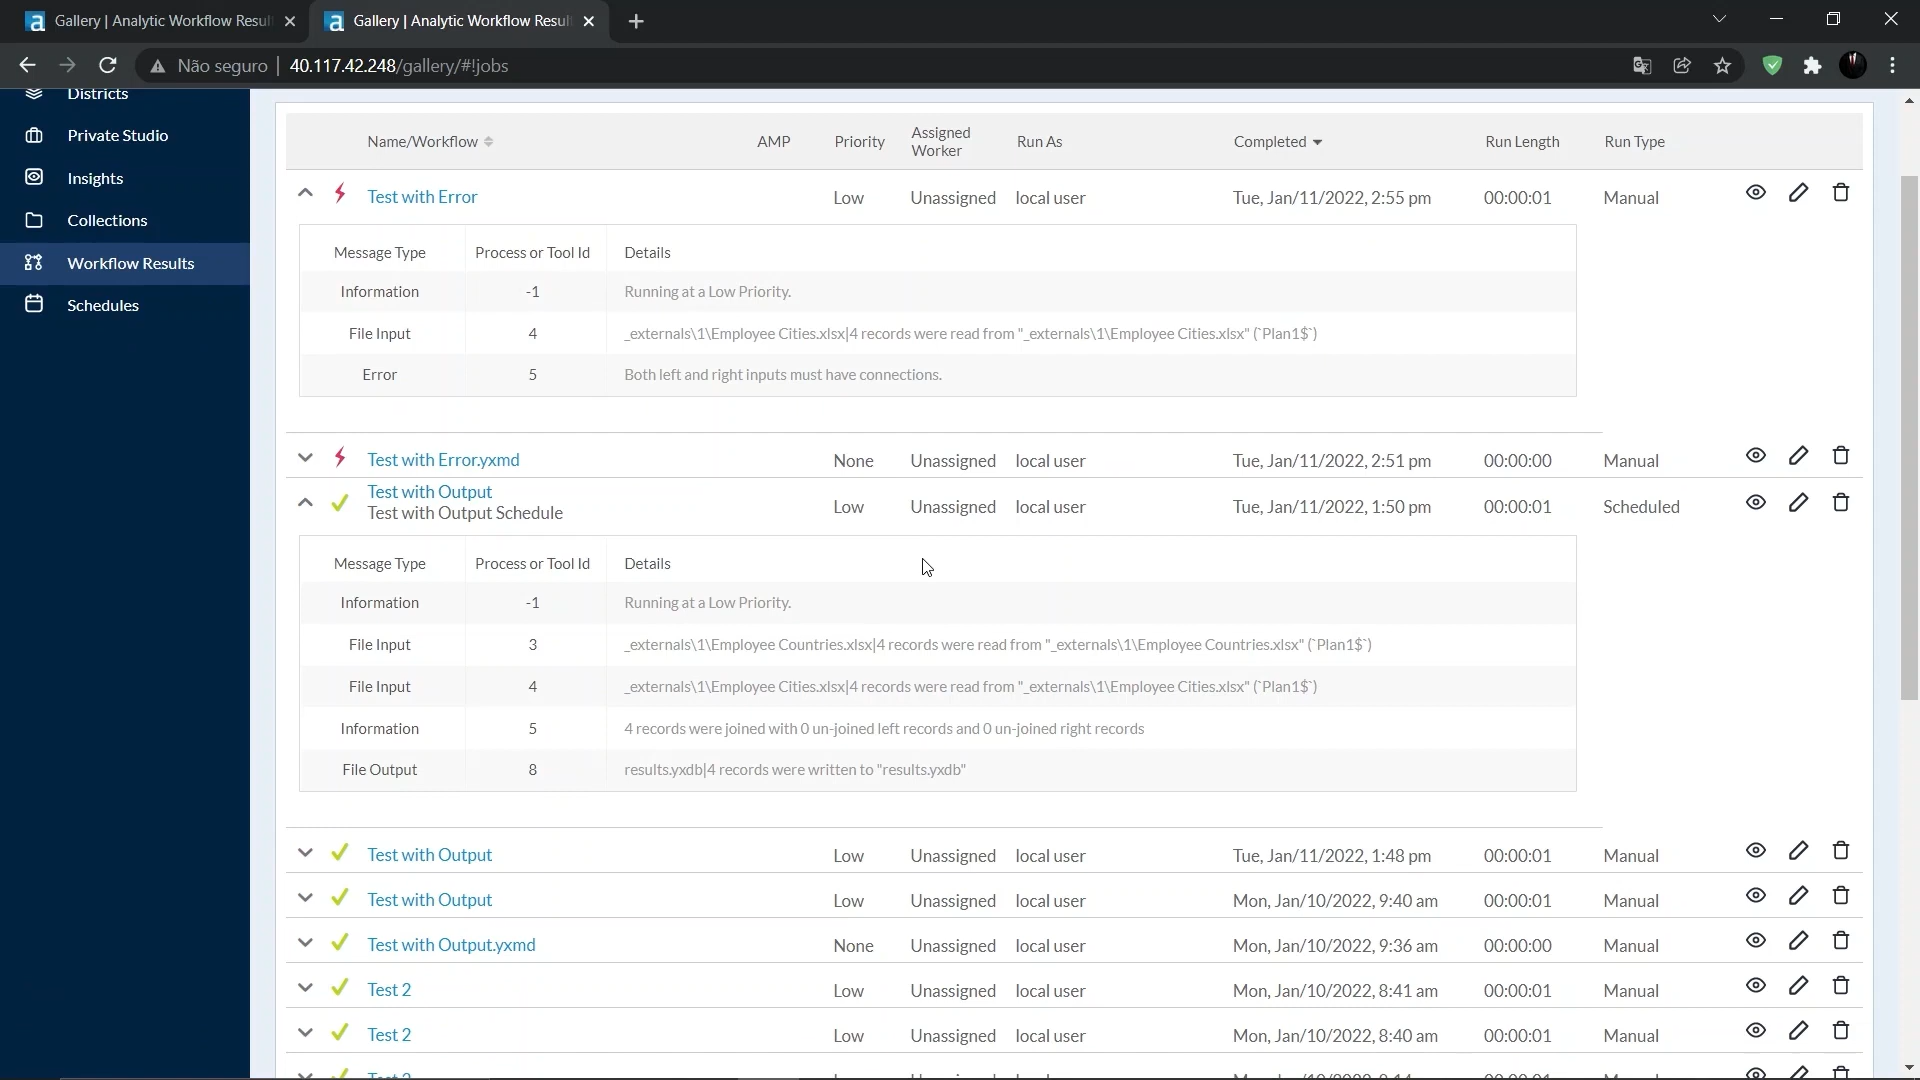 Gallery | Analytic Workflow Resul
Gallery | Analytic Workflow Resul
Não seguro | 40.117.42.248/gallery/#!jobs
Districts
Private Studio
Insights
Collections
Workflow Results
Schedules
Name/Workflow AMP Priority Assigned Worker Run As Completed Run Length Run Type
Test with Error Low Unassigned local user Tue, Jan/11/2022, 2:55 pm 00:00:01 Manual
Message Type Process or Tool Id Details
Information -1 Running at a Low Priority.
File Input 4 _externals\1\Employee Cities.xlsx|4 records were read from "_externals\1\Employee Cities.xlsx" (`Plan1$`)
Error 5 Both left and right inputs must have connections.
Test with Error.yxmd None Unassigned local user Tue, Jan/11/2022, 2:51 pm 00:00:00 Manual
Test with Output
Test with Output Schedule Low Unassigned local user Tue, Jan/11/2022, 1:50 pm 00:00:01 Scheduled
Message Type Process or Tool Id Details
Information -1 Running at a Low Priority.
File Input 3 _externals\1\Employee Countries.xlsx|4 records were read from "_externals\1\Employee Countries.xlsx" (`Plan1$`)
File Input 4 _externals\1\Employee Cities.xlsx|4 records were read from "_externals\1\Employee Cities.xlsx" (`Plan1$`)
Information 5 4 records were joined with 0 un-joined left records and 0 un-joined right records
File Output 8 results.yxdb|4 records were written to "results.yxdb"
Test with Output Low Unassigned local user Tue, Jan/11/2022, 1:48 pm 00:00:01 Manual
Test with Output Low Unassigned local user Mon, Jan/10/2022, 9:40 am 00:00:01 Manual
Test with Output.yxmd None Unassigned local user Mon, Jan/10/2022, 9:36 am 00:00:00 Manual
Test 2 Low Unassigned local user Mon, Jan/10/2022, 8:41 am 00:00:01 Manual
Test 2 Low Unassigned local user Mon, Jan/10/2022, 8:40 am 00:00:01 Manual